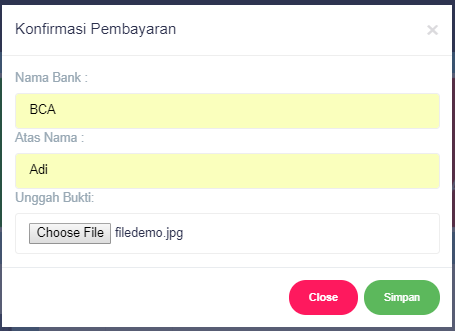 Konfirmasi Pembayaran ×
Nama Bank :
BCA
Atas Nama :
Adi
Unggah Bukti:
Choose File filedemo.jpg
Close Simpan